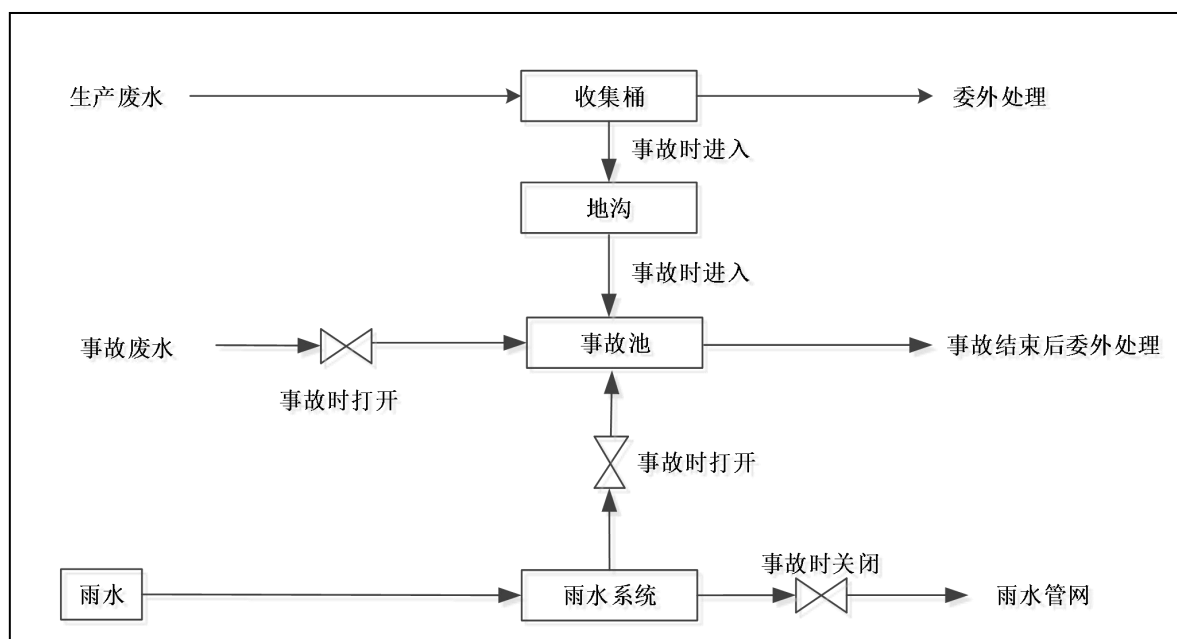 生产废水
收集桶
委外处理
事故时进入
地沟
事故时进入
事故废水
事故池
事故结束后委外处理
事故时打开
事故时打开
事故时关闭
雨水
雨水系统
雨水管网